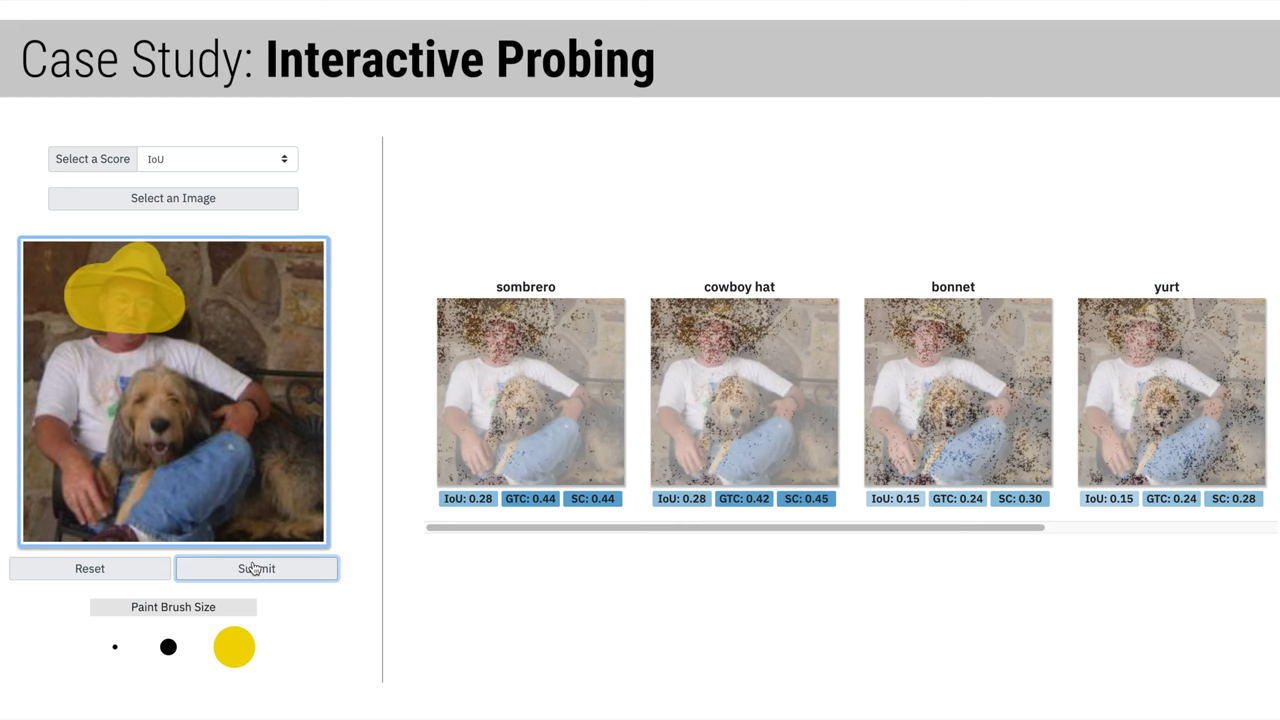 Case Study: Interactive Probing
Select a Score IoU
Select an Image
Reset Submit
Paint Brush Size
sombrero cowboy hat bonnet yurt
IoU: 0.28 GTC: 0.44 SC: 0.44 IoU: 0.28 GTC: 0.42 SC: 0.45 IoU: 0.15 GTC: 0.24 SC: 0.30 IoU: 0.15 GTC: 0.24 SC: 0.28